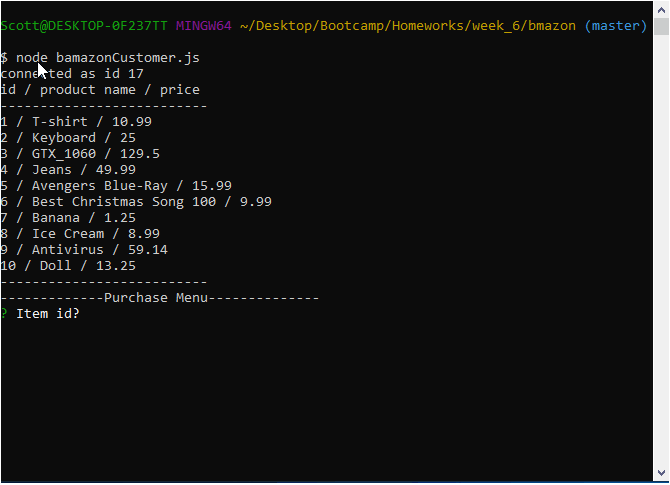 Scott@DESKTOP-0F237TT MINGW64 ~/Desktop/Bootcamp/Homeworks/week_6/bmazon (master)
$ node bamazonCustomer.js
connected as id 17
id / product name / price
--------------------------
1 / T-shirt / 10.99
2 / Keyboard / 25
3 / GTX_1060 / 129.5
4 / Jeans / 49.99
5 / Avengers Blue-Ray / 15.99
6 / Best Christmas Song 100 / 9.99
7 / Banana / 1.25
8 / Ice Cream / 8.99
9 / Antivirus / 59.14
10 / Doll / 13.25
--------------------------
-------------Purchase Menu--------------
? Item id?